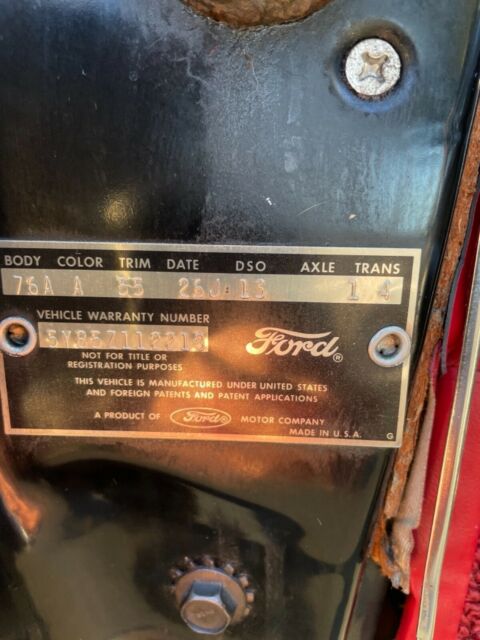 BODY COLOR TRIM DATE DSO AXLE TRANS
76A A 55 26J 13 1 4
VEHICLE WARRANTY NUMBER
NOT FOR TITLE OR
REGISTRATION PURPOSES
Ford®
THIS VEHICLE IS MANUFACTURED UNDER UNITED STATES
AND FOREIGN PATENTS AND PATENT APPLICATIONS
A PRODUCT OF Ford MOTOR COMPANY
MADE IN U.S.A. G